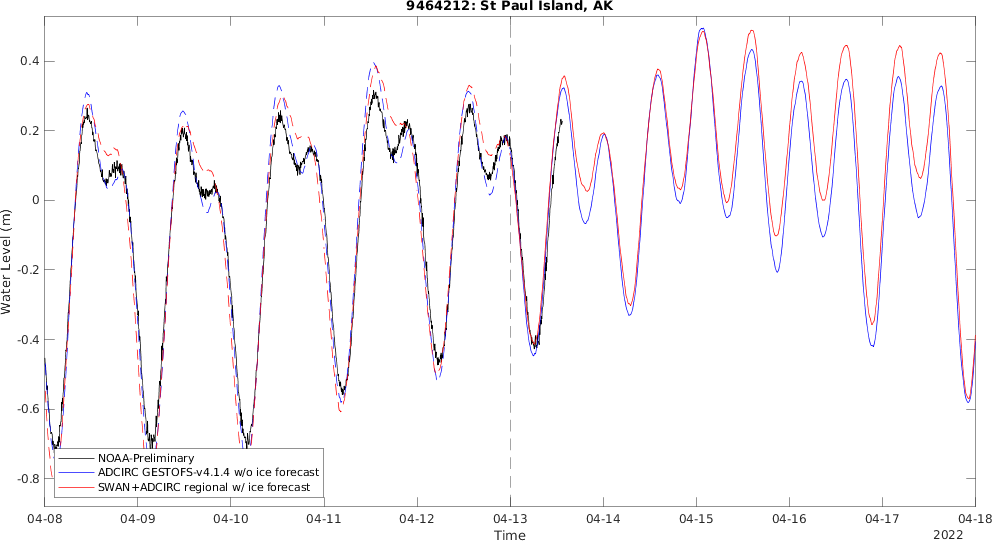 9464212: St Paul Island, AK
Water Level (m)
0.4
0.2
0
-0.2
-0.4
-0.6
-0.8
NOAA-Preliminary
ADCIRC GESTOFS-v4.1.4 w/o ice forecast
SWAN+ADCIRC regional w/ ice forecast
04-08 04-09 04-10 04-11 04-12 04-13 04-14 04-15 04-16 04-17 04-18
Time
2022